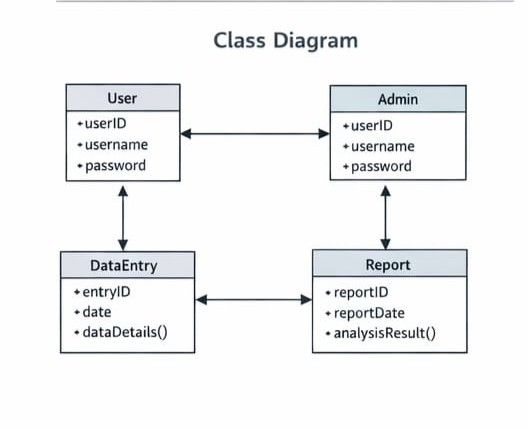 Class Diagram
User
+userID
+username
+password
Admin
+userID
+username
+password
DataEntry
+entryID
+date
+dataDetails()
Report
+reportID
+reportDate
+analysisResult()